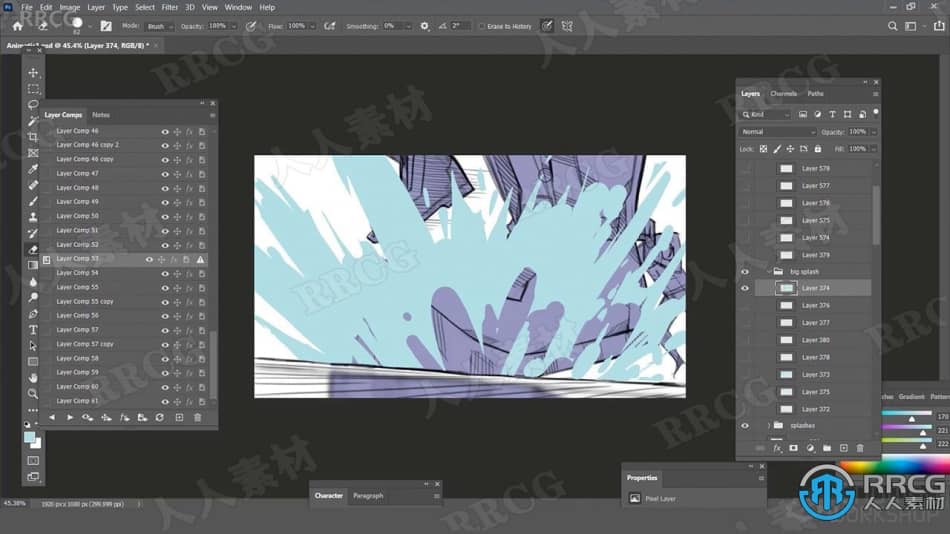 File Edit Image Layer Type Select Filter 3D View Window Help
Mode: Brush Opacity: 100% Flow: 100% Smoothing: 0% 2° Erase to History
62
@ 45.4% (Layer 374, RGB/8) *
Layer Comps Notes
Layer Comp 46
Layer Comp 46 copy 2
Layer Comp 46 copy
Layer Comp 47
Layer Comp 48
Layer Comp 49
Layer Comp 50
Layer Comp 51
Layer Comp 52
Layer Comp 53
Layer Comp 54
Layer Comp 55
Layer Comp 55 copy
Layer Comp 56
Layer Comp 57
Layer Comp 57 copy
Layer Comp 58
Layer Comp 59
Layer Comp 60
Layer Comp 61
Layers Channels Paths
Kind
Normal Opacity: 100%
Lock: Fill: 100%
Layer 579
Layer 577
Layer 576
Layer 575
Layer 574
Layer 379
big splash
Layer 374
Layer 376
Layer 377
Layer 380
Layer 378
Layer 373
Layer 375
Layer 372
splashes
Gradient Pattern
170
221
222
Character Paragraph
Properties
Pixel Layer
45.38% 1920 px x 1080 px (299.999 ppi)
RRCG
人人素材
WORKSHOP